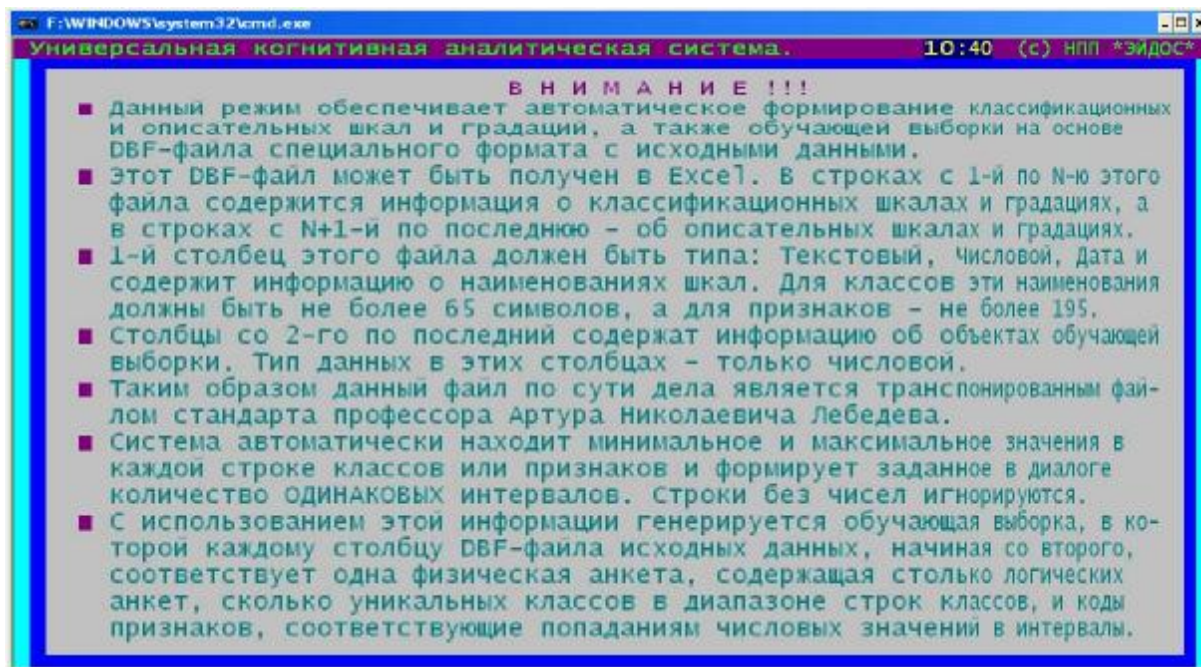 F:\WINDOWS\system32\cmd.exe
Универсальная когнитивная аналитическая система. 10:40 (c) НПП *ЭЙДОС*
В Н И М А Н И Е !!!
■ Данный режим обеспечивает автоматическое формирование классификационных
и описательных шкал и градаций, а также обучающей выборки на основе
DBF-файла специального формата с исходными данными.
■ Этот DBF-файл может быть получен в Excel. В строках с 1-й по N-ю этого
файла содержится информация о классификационных шкалах и градациях, а
в строках с N+1-й по последнюю - об описательных шкалах и градациях.
■ 1-й столбец этого файла должен быть типа: Текстовый, Числовой, Дата и
содержит информацию о наименованиях шкал. Для классов эти наименования
должны быть не более 65 символов, а для признаков - не более 195.
■ Столбцы со 2-го по последний содержат информацию об объектах обучающей
выборки. Тип данных в этих столбцах - только числовой.
■ Таким образом данный файл по сути дела является транспонированным фай-
лом стандарта профессора Артура Николаевича Лебедева.
■ Система автоматически находит минимальное и максимальное значения в
каждой строке классов или признаков и формирует заданное в диалоге
количество ОДИНАКОВЫХ интервалов. Строки без чисел игнорируются.
■ С использованием этой информации генерируется обучающая выборка, в ко-
торой каждому столбцу DBF-файла исходных данных, начиная со второго,
соответствует одна физическая анкета, содержащая столько логических
анкет, сколько уникальных классов в диапазоне строк классов, и коды
признаков, соответствующие попаданиям числовых значений в интервалы.